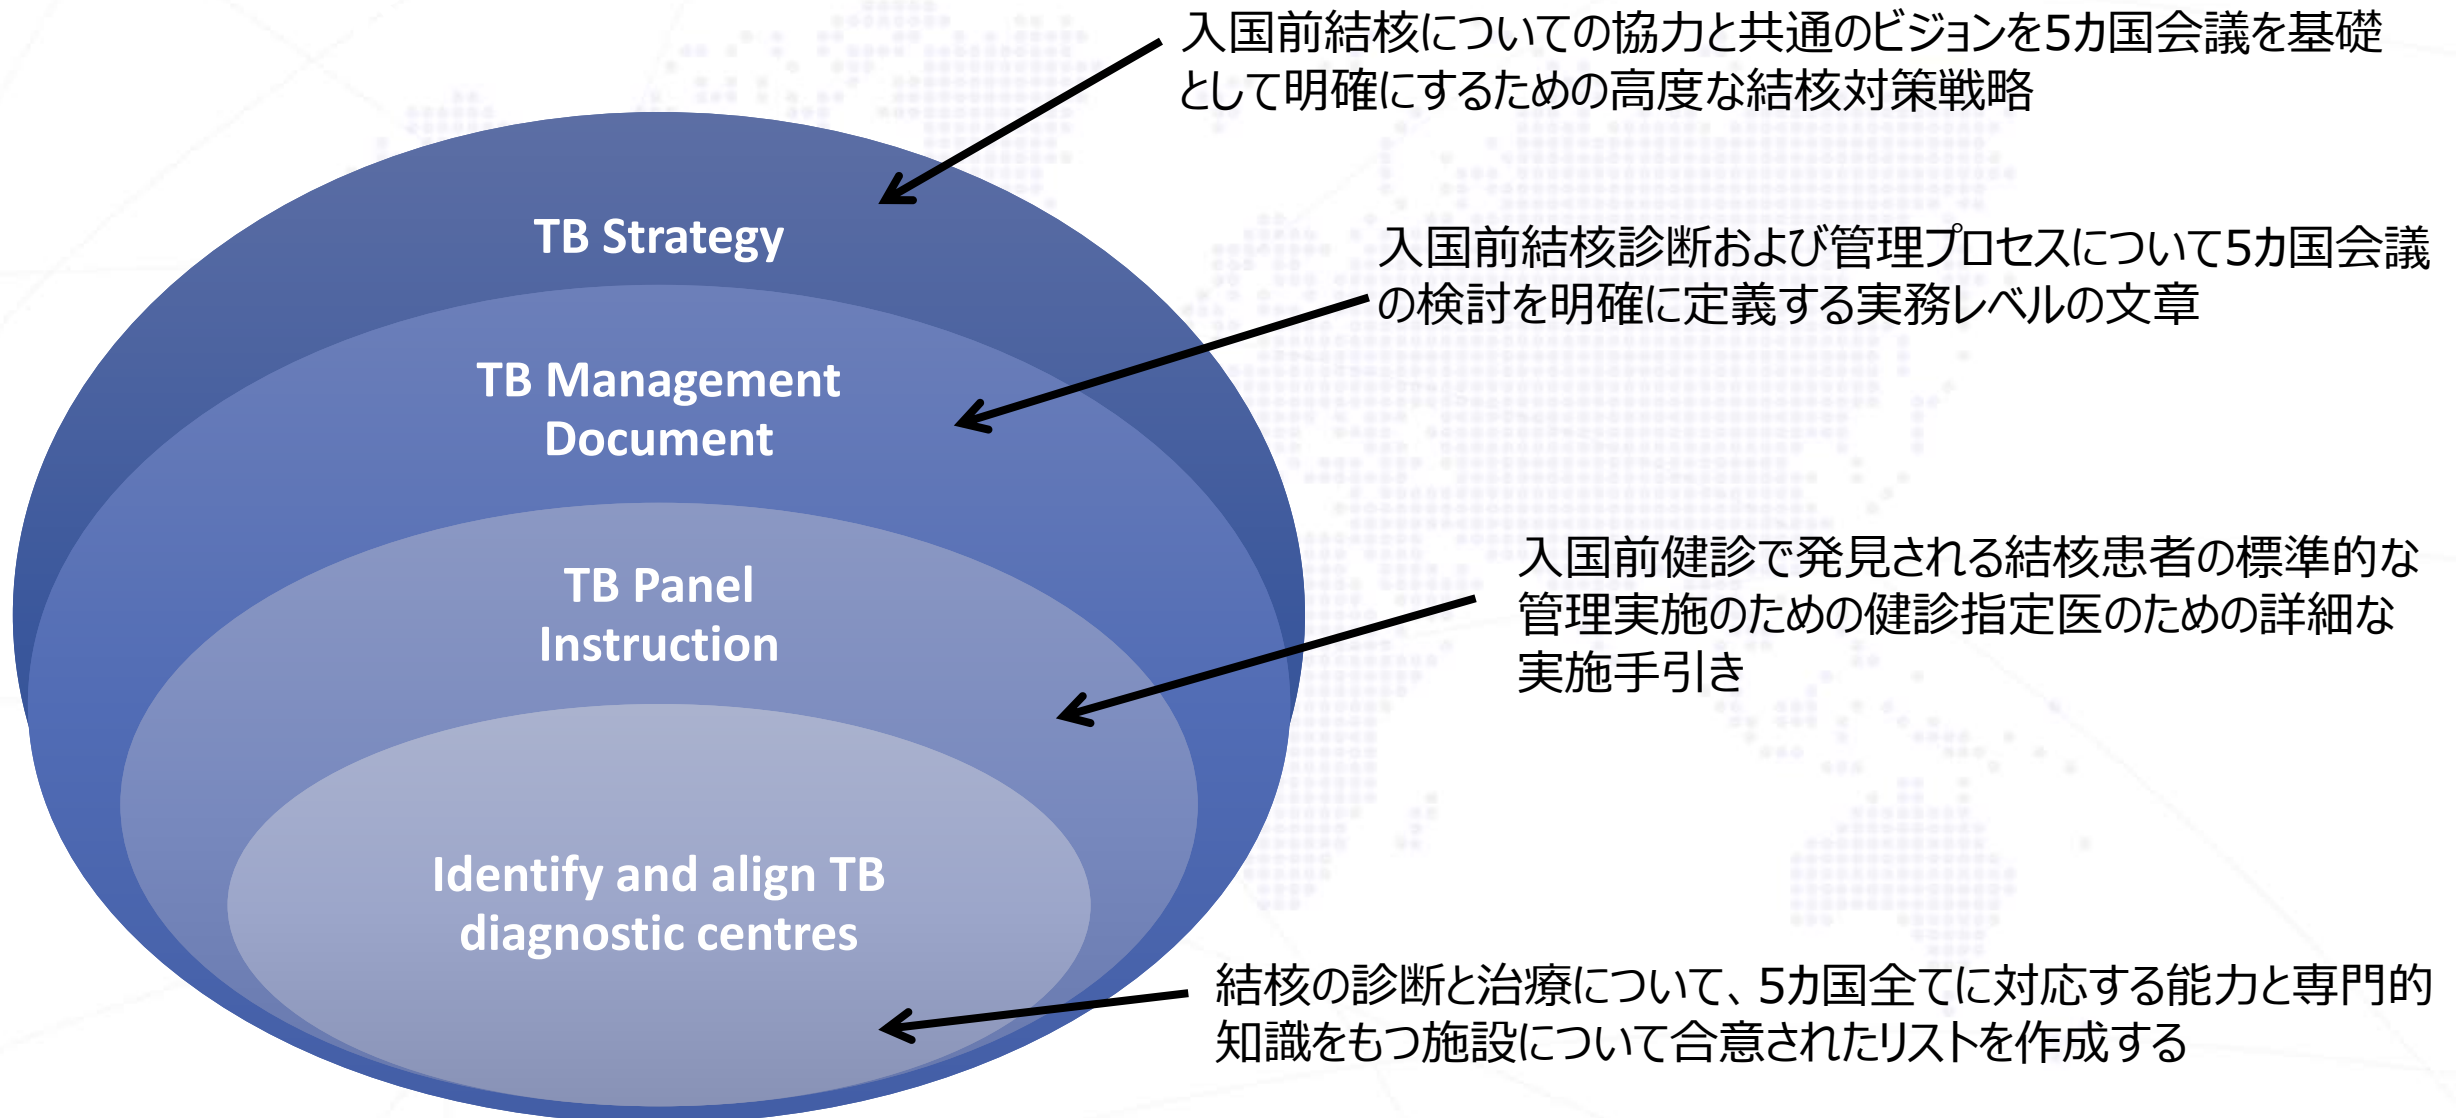 入国前結核についての協力と共通のビジョンを5カ国会議を基礎
として明確にするための高度な結核対策戦略
TB Strategy
入国前結核診断および管理プロセスについて5カ国会議
の検討を明確に定義する実務レベルの文章
TB Management
Document
入国前健診で発見される結核患者の標準的な
管理実施のための健診指定医のための詳細な
実施手引き
TB Panel
Instruction
Identify and align TB
diagnostic centres
結核の診断と治療について、5カ国全てに対応する能力と専門的
知識をもつ施設について合意されたリストを作成する